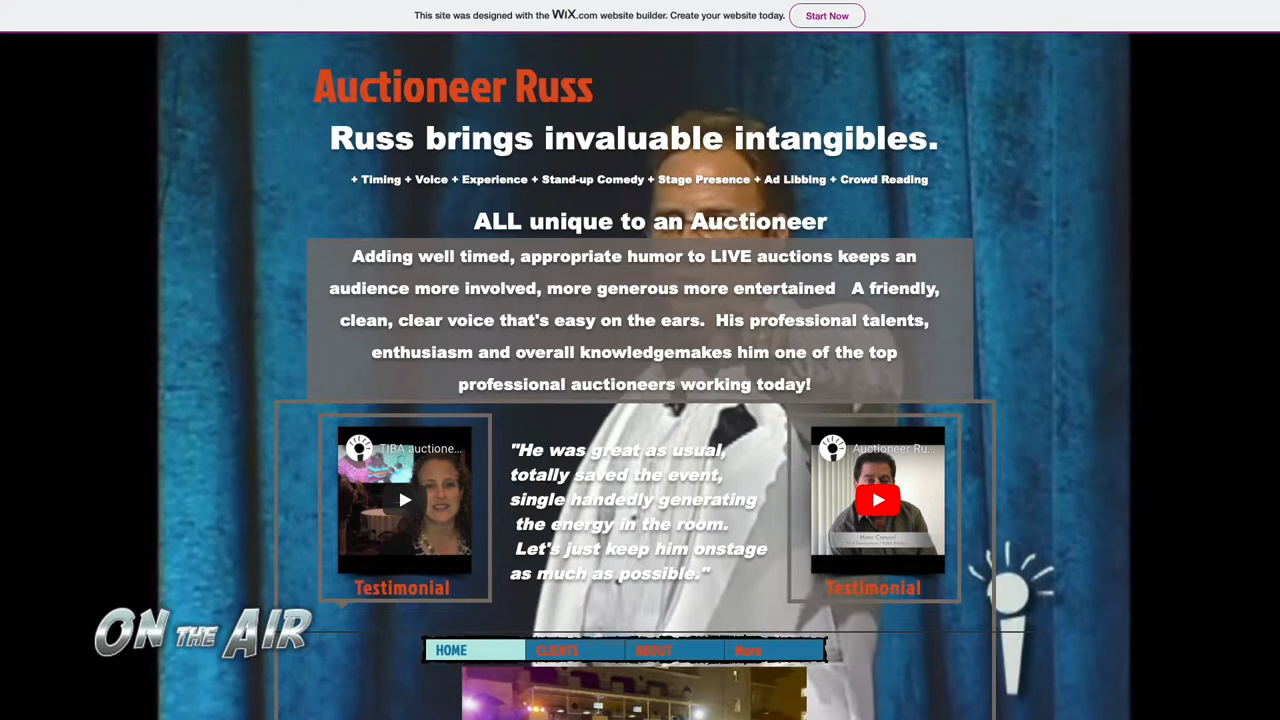 This site was designed with the WiX.com website builder. Create your website today. Start Now
Auctioneer Russ
Russ brings invaluable intangibles.
+ Timing + Voice + Experience + Stand-up Comedy + Stage Presence + Ad Libbing + Crowd Reading
ALL unique to an Auctioneer
Adding well timed, appropriate humor to LIVE auctions keeps an
audience more involved, more generous more entertained A friendly,
clean, clear voice that's easy on the ears. His professional talents,
enthusiasm and overall knowledgemakes him one of the top
professional auctioneers working today!
TIBA auctione...
"He was great as usual,
totally saved the event,
single handedly generating
the energy in the room.
Let's just keep him onstage
as much as possible."
Auctioneer Ru...
Testimonial
Testimonial
ON THE AIR
HOME CLIENTS ABOUT More